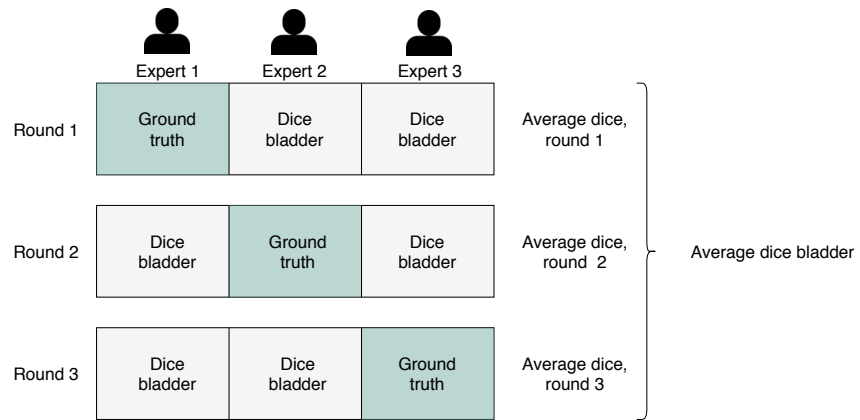 Expert 1
Expert 2
Expert 3
Round 1
Ground
truth
Dice
bladder
Dice
bladder
Average dice,
round 1
Round 2
Dice
bladder
Ground
truth
Dice
bladder
Average dice,
round 2
Average dice bladder
Round 3
Dice
bladder
Dice
bladder
Ground
truth
Average dice,
round 3